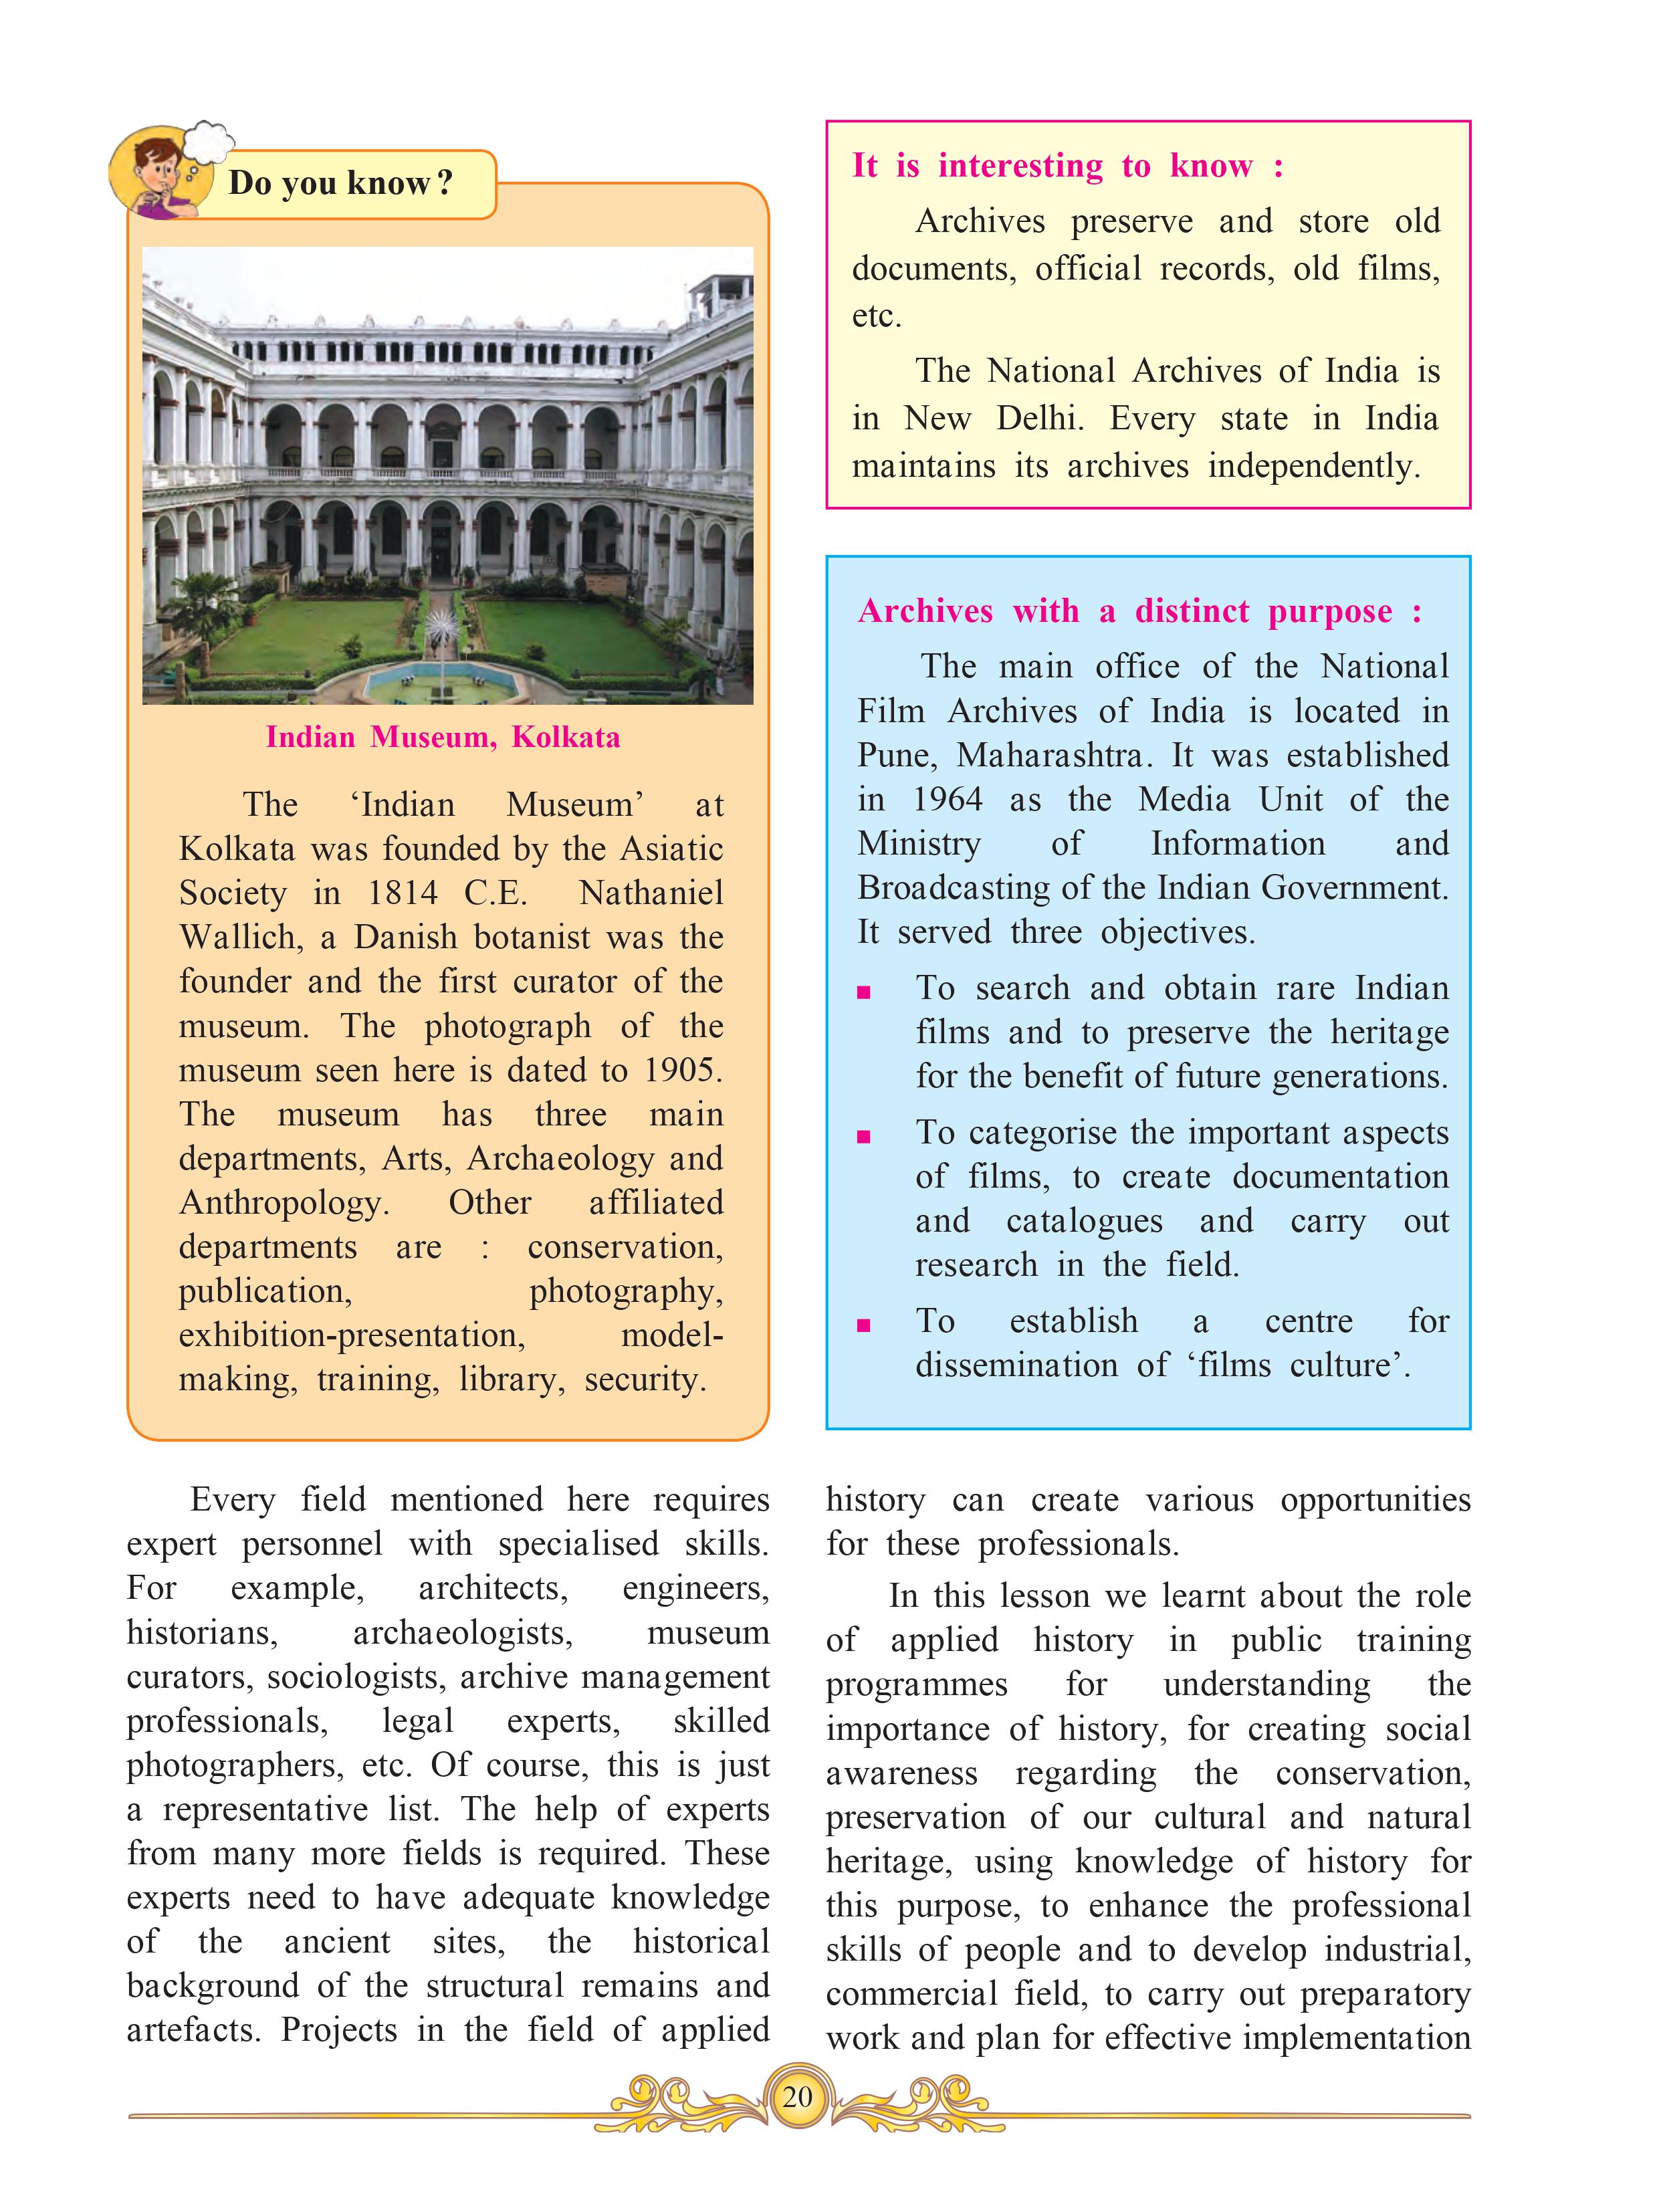 Do you know?
Indian Museum, Kolkata
The ‘Indian Museum’ at
Kolkata was founded by the Asiatic
Society in 1814 C.E. Nathaniel
Wallich, a Danish botanist was the
founder and the first curator of the
museum. The photograph of the
museum seen here is dated to 1905.
The museum has three main
departments, Arts, Archaeology and
Anthropology. Other affiliated
departments are : conservation,
publication, photography,
exhibition-presentation, model-
making, training, library, security.
It is interesting to know :
Archives preserve and store old
documents, official records, old films,
etc.
The National Archives of India is
in New Delhi. Every state in India
maintains its archives independently.
Archives with a distinct purpose :
The main office of the National
Film Archives of India is located in
Pune, Maharashtra. It was established
in 1964 as the Media Unit of the
Ministry of Information and
Broadcasting of the Indian Government.
It served three objectives.
■ To search and obtain rare Indian
films and to preserve the heritage
for the benefit of future generations.
■ To categorise the important aspects
of films, to create documentation
and catalogues and carry out
research in the field.
■ To establish a centre for
dissemination of ‘films culture’.
Every field mentioned here requires
expert personnel with specialised skills.
For example, architects, engineers,
historians, archaeologists, museum
curators, sociologists, archive management
professionals, legal experts, skilled
photographers, etc. Of course, this is just
a representative list. The help of experts
from many more fields is required. These
experts need to have adequate knowledge
of the ancient sites, the historical
background of the structural remains and
artefacts. Projects in the field of applied
history can create various opportunities
for these professionals.
In this lesson we learnt about the role
of applied history in public training
programmes for understanding the
importance of history, for creating social
awareness regarding the conservation,
preservation of our cultural and natural
heritage, using knowledge of history for
this purpose, to enhance the professional
skills of people and to develop industrial,
commercial field, to carry out preparatory
work and plan for effective implementation
20